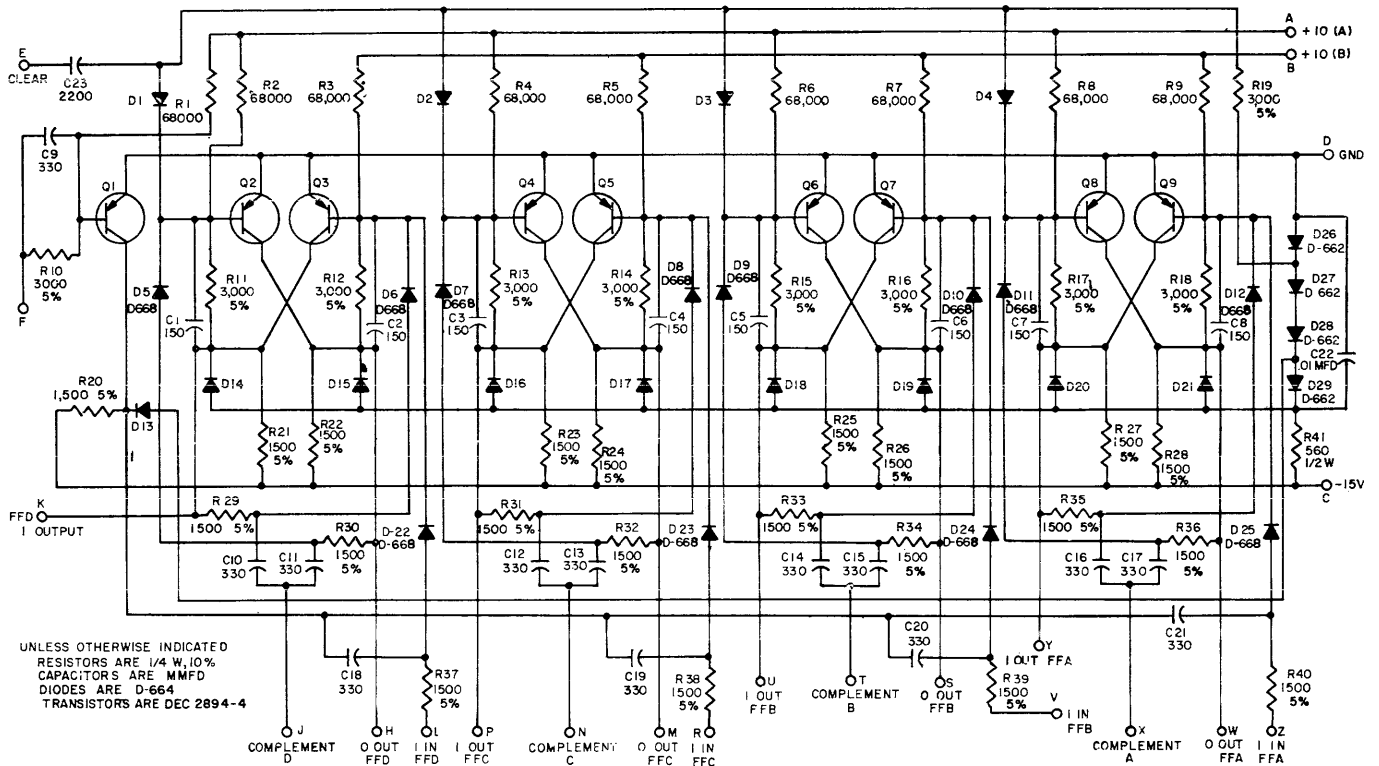 A
+10 (A)
+10 (B)
B
E
CLEAR
C23
2200
D1
R1
68000
R2
68,000
R3
68,000
D2
R4
68,000
R5
68,000
D3
R6
68,000
R7
68,000
D4
R8
68,000
R9
68,000
R19
3,000
5%
C9
330
D
GND
Q1
Q2
Q3
Q4
Q5
Q6
Q7
Q8
Q9
R10
3000
5%
F
D5
D668
C1
150
R11
3,000
5%
R12
3,000
5%
D6
D668
C2
150
D7
D668
C3
150
R13
3,000
5%
R14
3,000
5%
D8
D668
C4
150
D9
D668
C5
150
R15
3,000
5%
R16
3,000
5%
D10
D668
C6
150
D11
D668
C7
150
R17
3,000
5%
R18
3,000
5%
D12
D668
C8
150
D26
D-662
D27
D-662
D28
D-662
C22
.01 MFD
D29
D-662
R20
1,500 5%
D13
D14
D15
D16
D17
D18
D19
D20
D21
R21
1500
5%
R22
1500
5%
R23
1500
5%
R24
1500
5%
R25
1500
5%
R26
1500
5%
R27
1500
5%
R28
1500
5%
R41
560
1/2W
-15V
C
K
FFD
1 OUTPUT
R29
1500 5%
R30
1500
5%
D-22
D-668
R31
1500 5%
R32
1500
5%
D23
D-668
R33
1500 5%
R34
1500
5%
D24
D-668
R35
1500 5%
R36
1500
5%
D25
D-668
C10
330
C11
330
C12
330
C13
330
C14
330
C15
330
C16
330
C17
330
UNLESS OTHERWISE INDICATED
RESISTORS ARE 1/4 W, 10%
CAPACITORS ARE MMFD
DIODES ARE D-664
TRANSISTORS ARE DEC 2894-4
C18
330
R37
1500
5%
C19
330
R38
1500
5%
C20
330
R39
1500
5%
C21
330
R40
1500
5%
J
COMPLEMENT
D
H
0 OUT
FFD
L
1 IN
FFD
P
1 OUT
FFC
N
COMPLEMENT
C
M
0 OUT
FFC
R
1 IN
FFC
U
1 OUT
FFB
T
COMPLEMENT
B
S
0 OUT
FFB
V
1 IN
FFB
Y
1 OUT FFA
X
COMPLEMENT
A
W
0 OUT
FFA
Z
1 IN
FFA